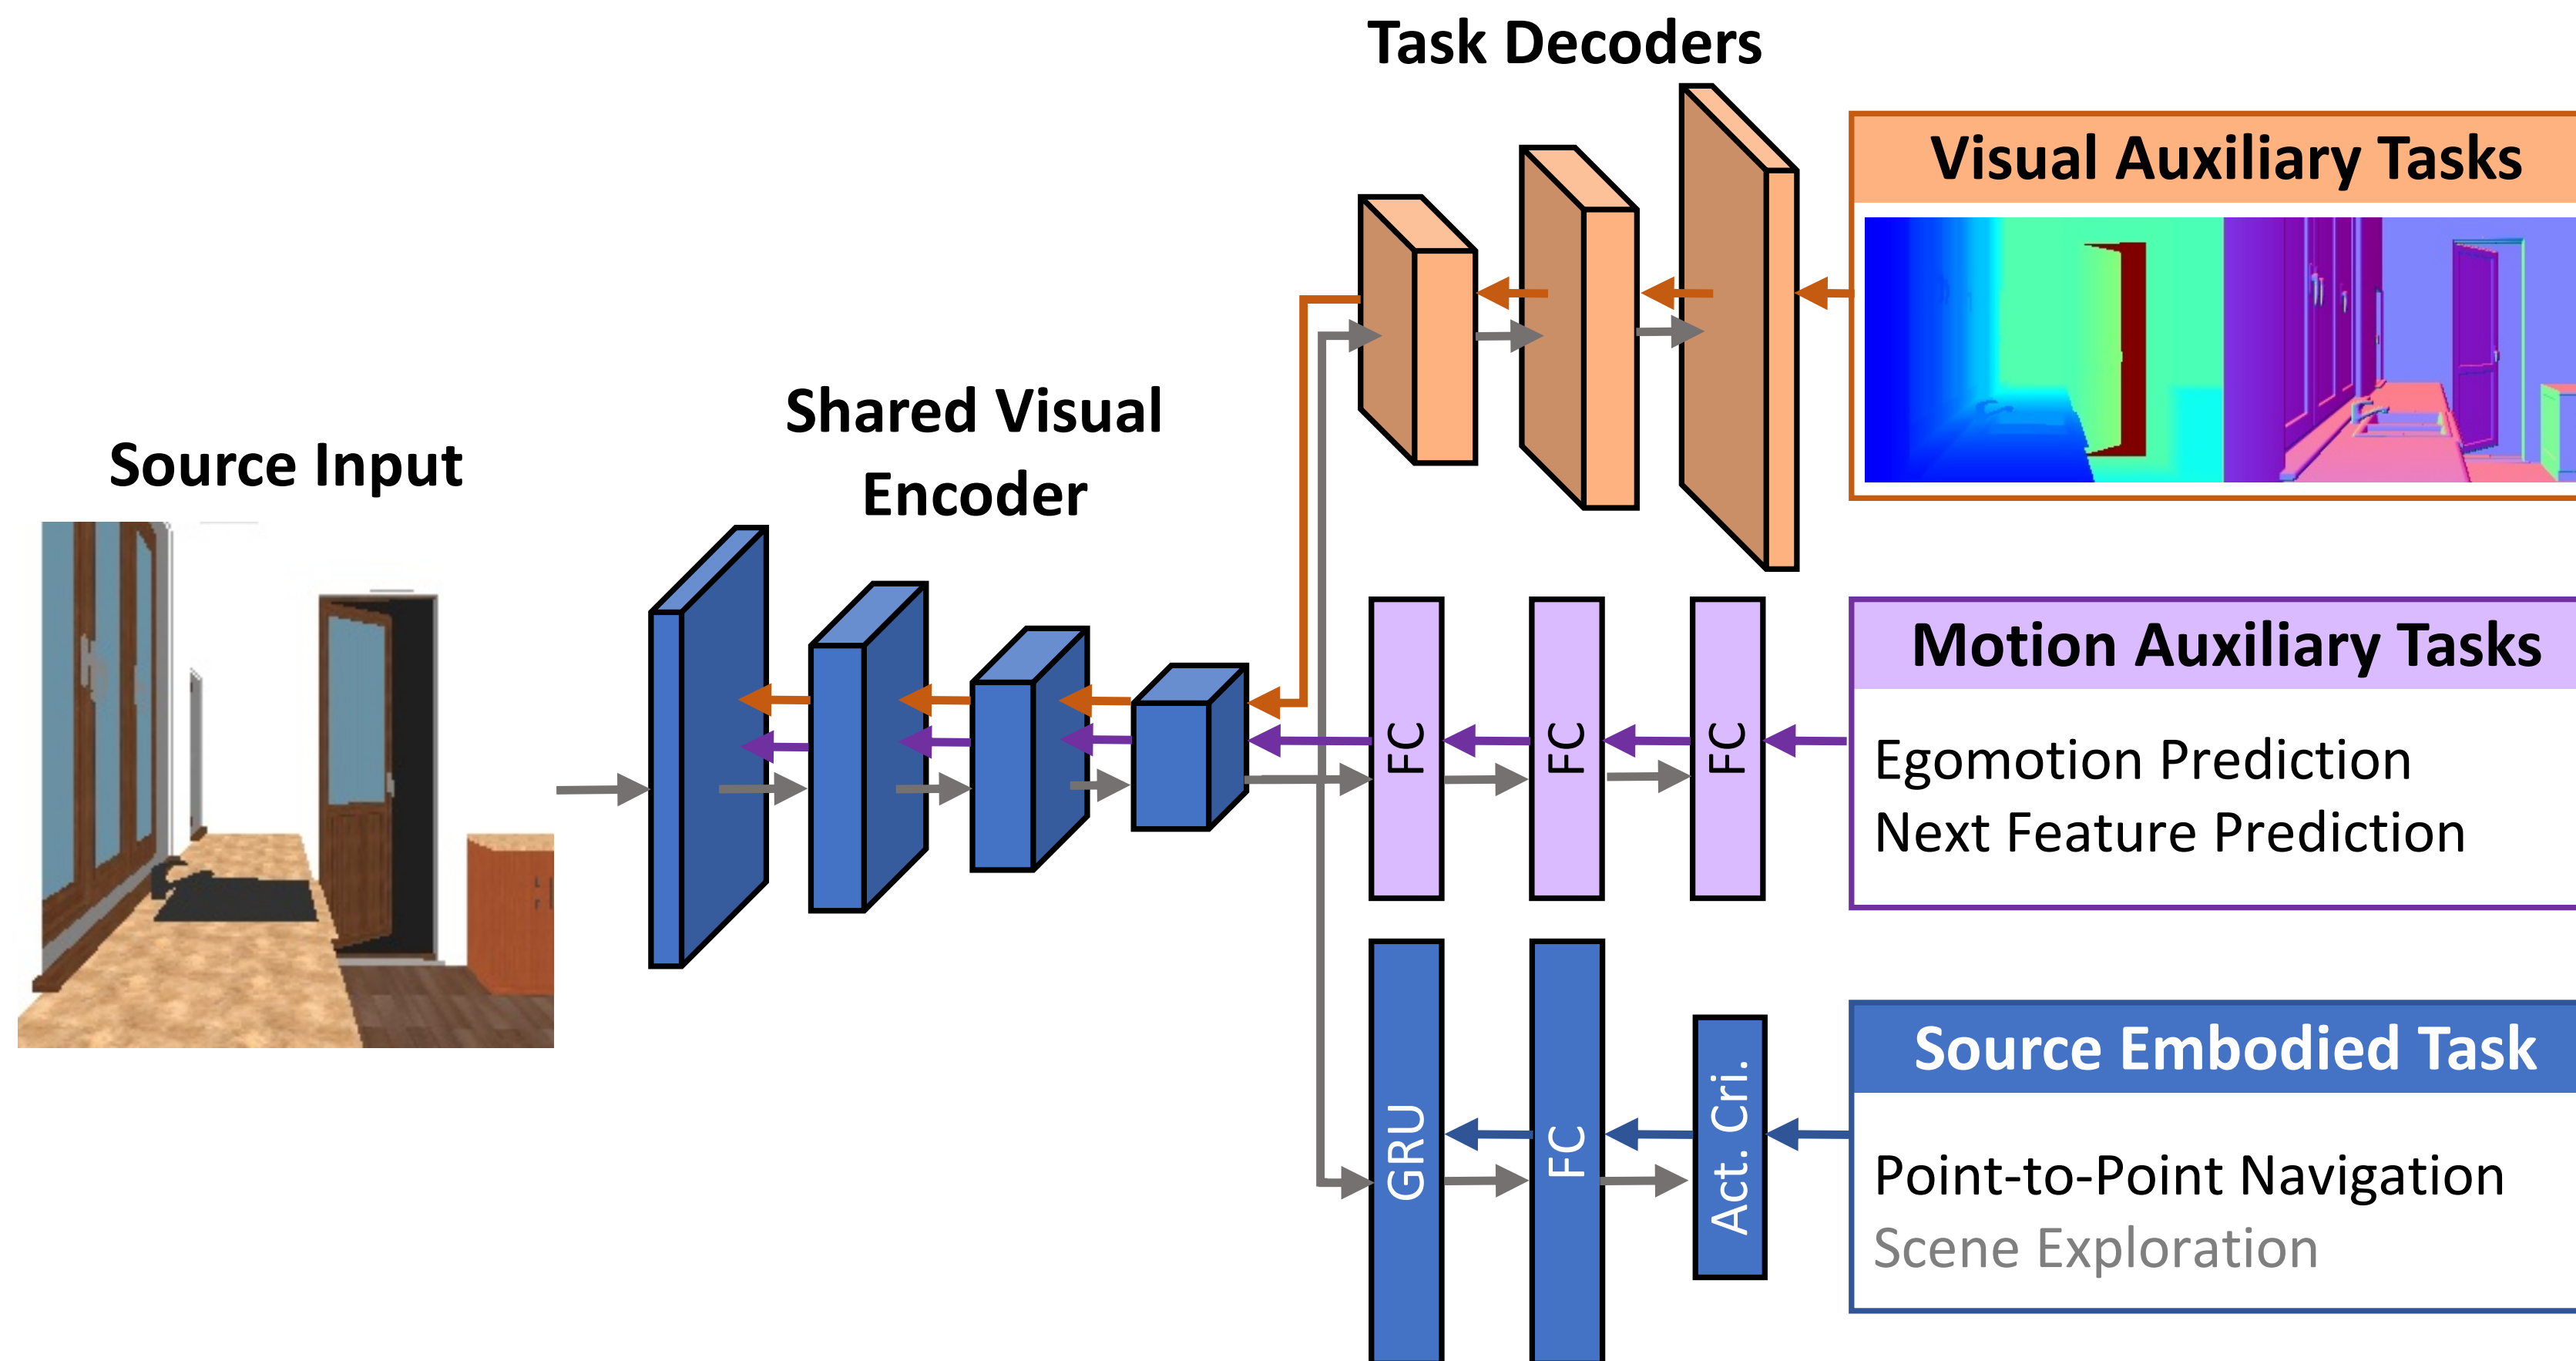 Task Decoders
Visual Auxiliary Tasks
Shared Visual
Encoder
Source Input
FC
FC
FC
Motion Auxiliary Tasks
Egomotion Prediction
Next Feature Prediction
GRU
FC
Act. Cri.
Source Embodied Task
Point-to-Point Navigation
Scene Exploration